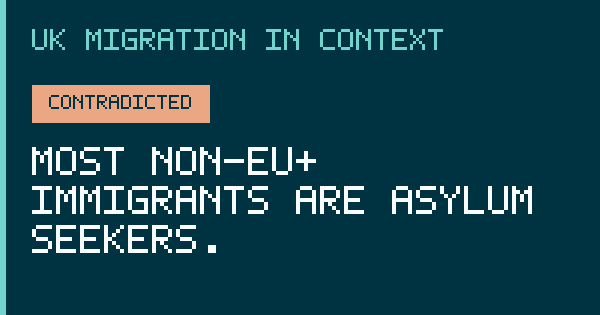 UK MIGRATION IN CONTEXT
CONTRADICTED
MOST NON-EU+
IMMIGRANTS ARE ASYLUM
SEEKERS.